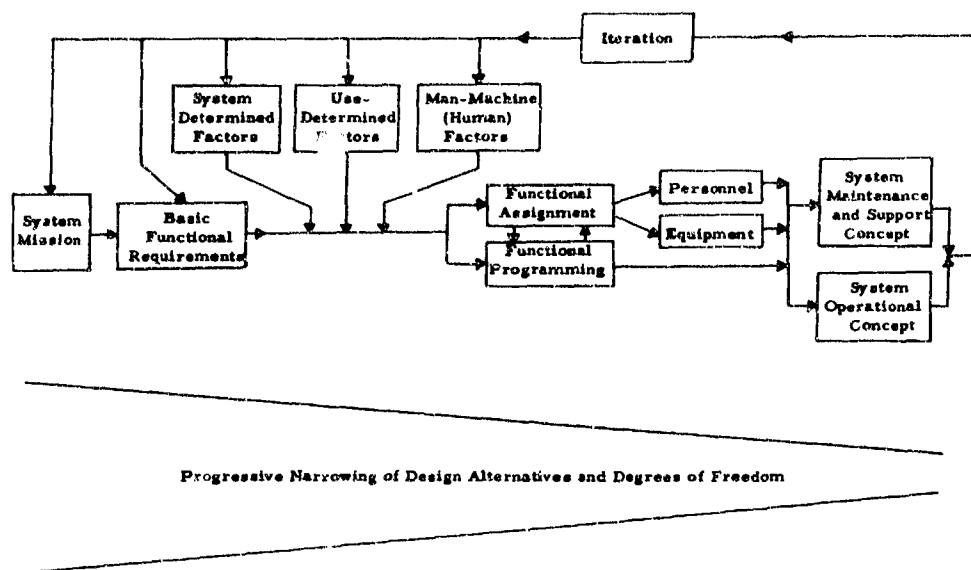 Iteration
System
Determined
Factors
Use-
Determined
Factors
Man-Machine
(Human)
Factors
System
Mission
Basic
Functional
Requirements
Functional
Assignment
Functional
Programming
Personnel
Equipment
System
Maintenance
and Support
Concept
System
Operational
Concept
Progressive Narrowing of Design Alternatives and Degrees of Freedom